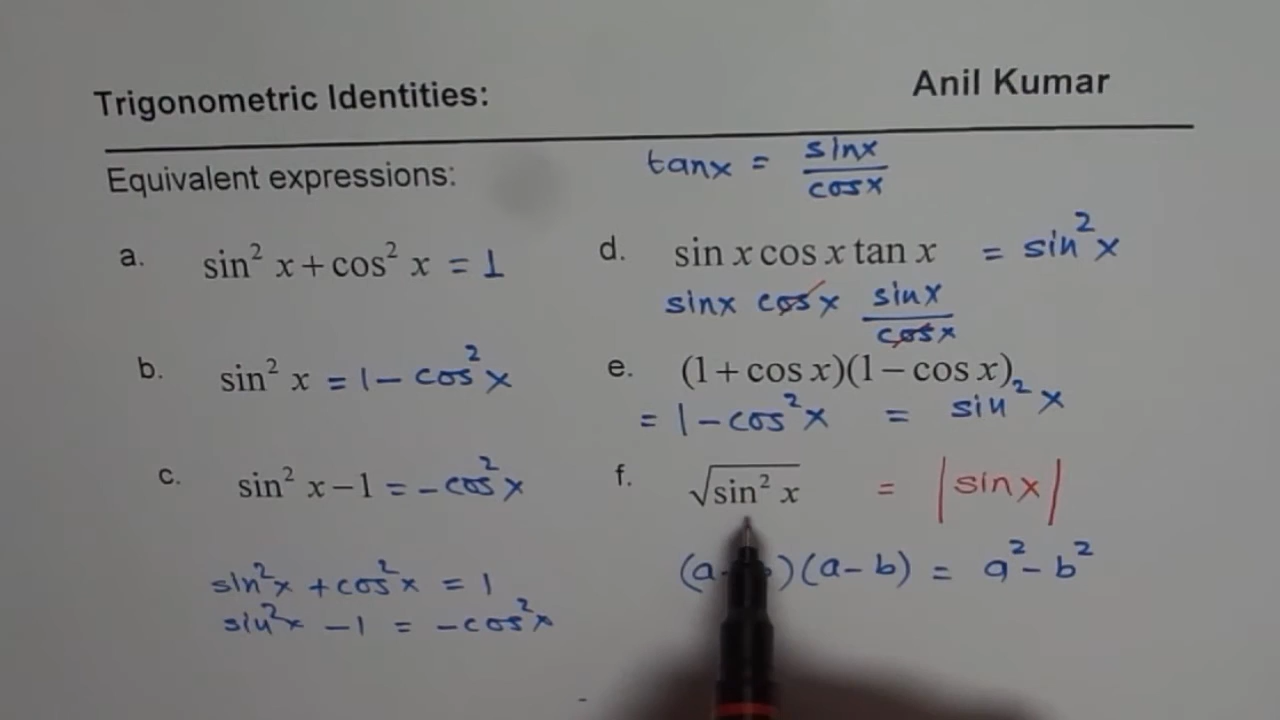 Trigonometric Identities: Anil Kumar
Equivalent expressions:
tanx = sinx/cosx
a. sin² x + cos² x = 1
b. sin² x = 1 - cos²x
c. sin² x - 1 = - cos²x
sin²x + cos²x = 1
sin²x - 1 = - cos²x
d. sin x cos x tan x = sin²x
sinx cosx sinx/cosx
e. (1 + cos x)(1 - cos x)
= 1 - cos²x = sin²x
f. √sin² x = |sinx|
(a )(a - b) = a² - b²